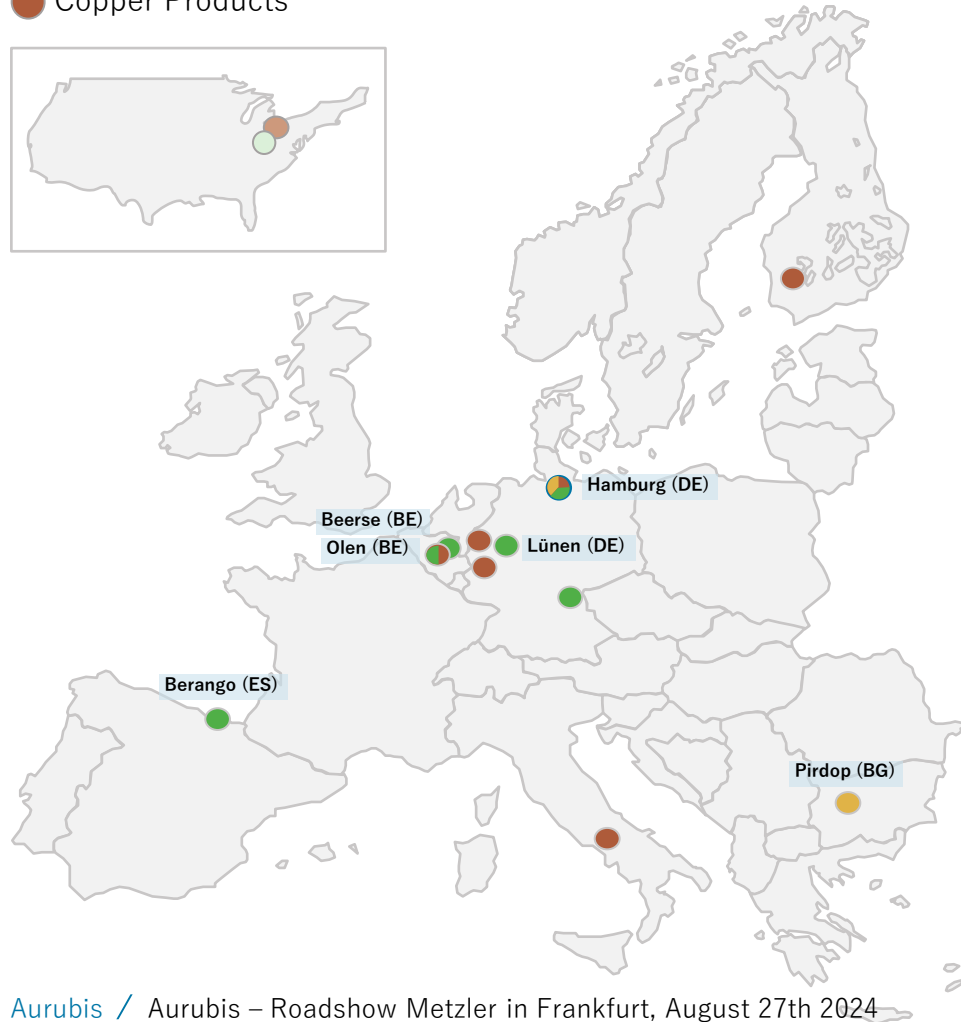 Copper Products
Hamburg (DE)
Beerse (BE)
Olen (BE)
Lünen (DE)
Berango (ES)
Pirdop (BG)
Aurubis / Aurubis – Roadshow Metzler in Frankfurt, August 27th 2024